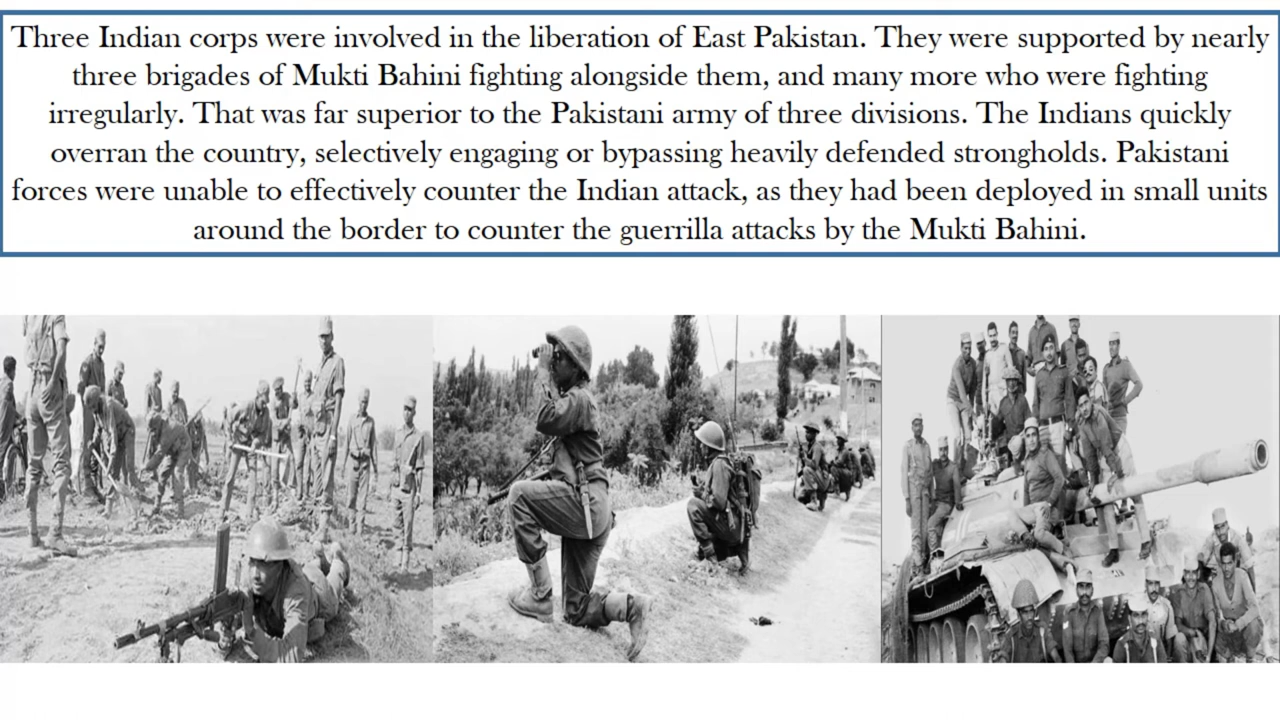 Three Indian corps were involved in the liberation of East Pakistan. They were supported by nearly
three brigades of Mukti Bahini fighting alongside them, and many more who were fighting
irregularly. That was far superior to the Pakistani army of three divisions. The Indians quickly
overran the country, selectively engaging or bypassing heavily defended strongholds. Pakistani
forces were unable to effectively counter the Indian attack, as they had been deployed in small units
around the border to counter the guerrilla attacks by the Mukti Bahini.